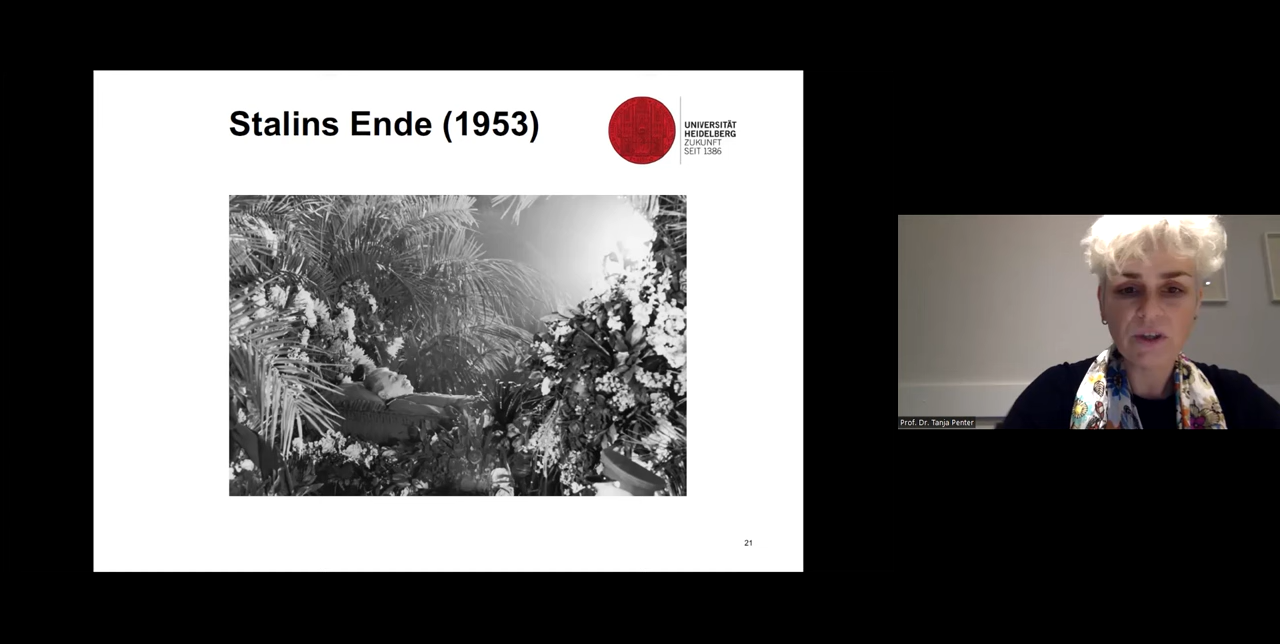 Stalins Ende (1953)
UNIVERSITÄT
HEIDELBERG
ZUKUNFT
SEIT 1386
21
Prof. Dr. Tanja Penter